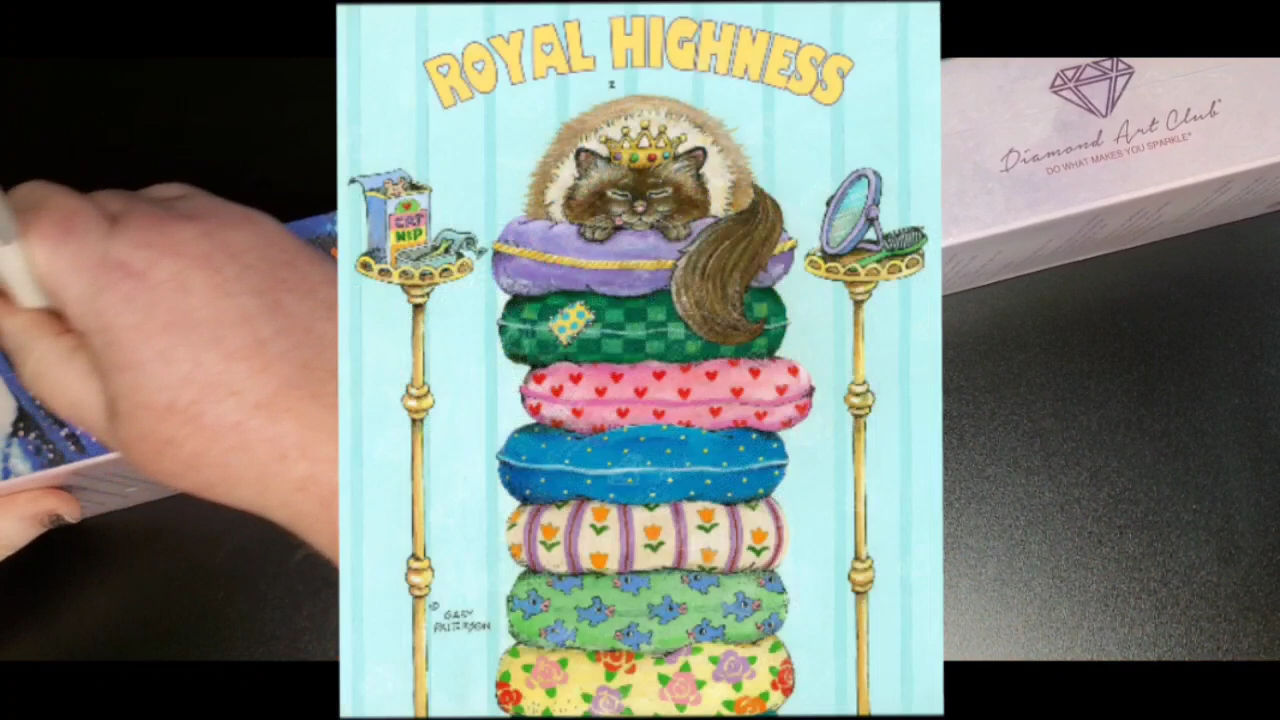 ROYAL HIGHNESS
z
CAT
NIP
©
GARY
PATTERSON
Diamond Art Club®
DO WHAT MAKES YOU SPARKLE®